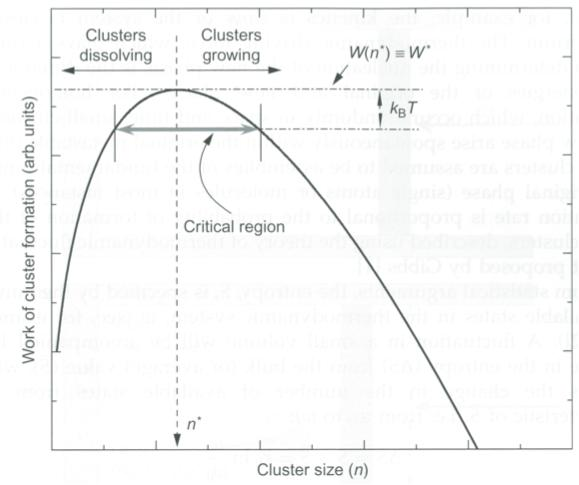 Clusters
dissolving
Clusters
growing
W(n*) = W*
k_BT
Critical region
n*
Work of cluster formation (arb. units)
Cluster size (n)